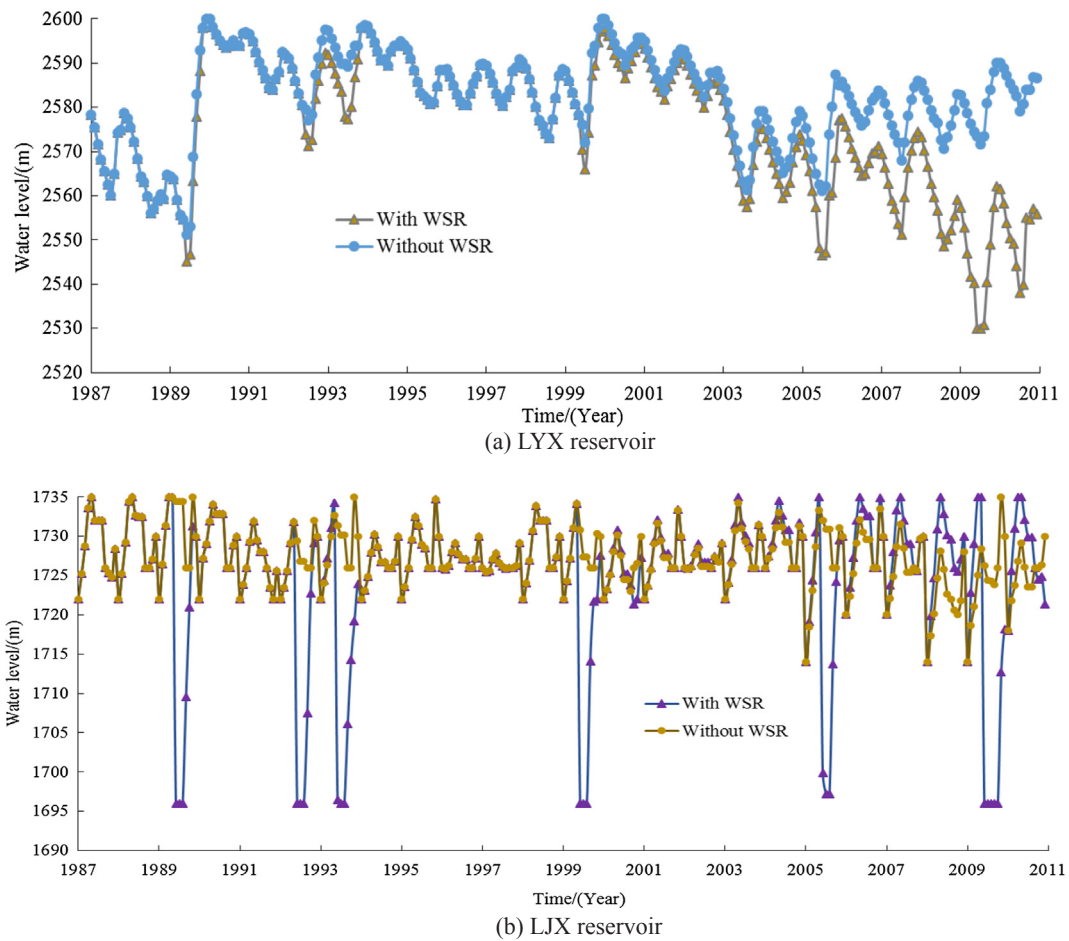 2600
2590
2580
2570
2560
2550
2540
2530
2520
Water level/(m)
With WSR
Without WSR
1987 1989 1991 1993 1995 1997 1999 2001 2003 2005 2007 2009 2011
Time/(Year)
(a) LYX reservoir
1735
1730
1725
1720
1715
1710
1705
1700
1695
1690
Water level/(m)
With WSR
Without WSR
1987 1989 1991 1993 1995 1997 1999 2001 2003 2005 2007 2009 2011
Time/(Year)
(b) LJX reservoir